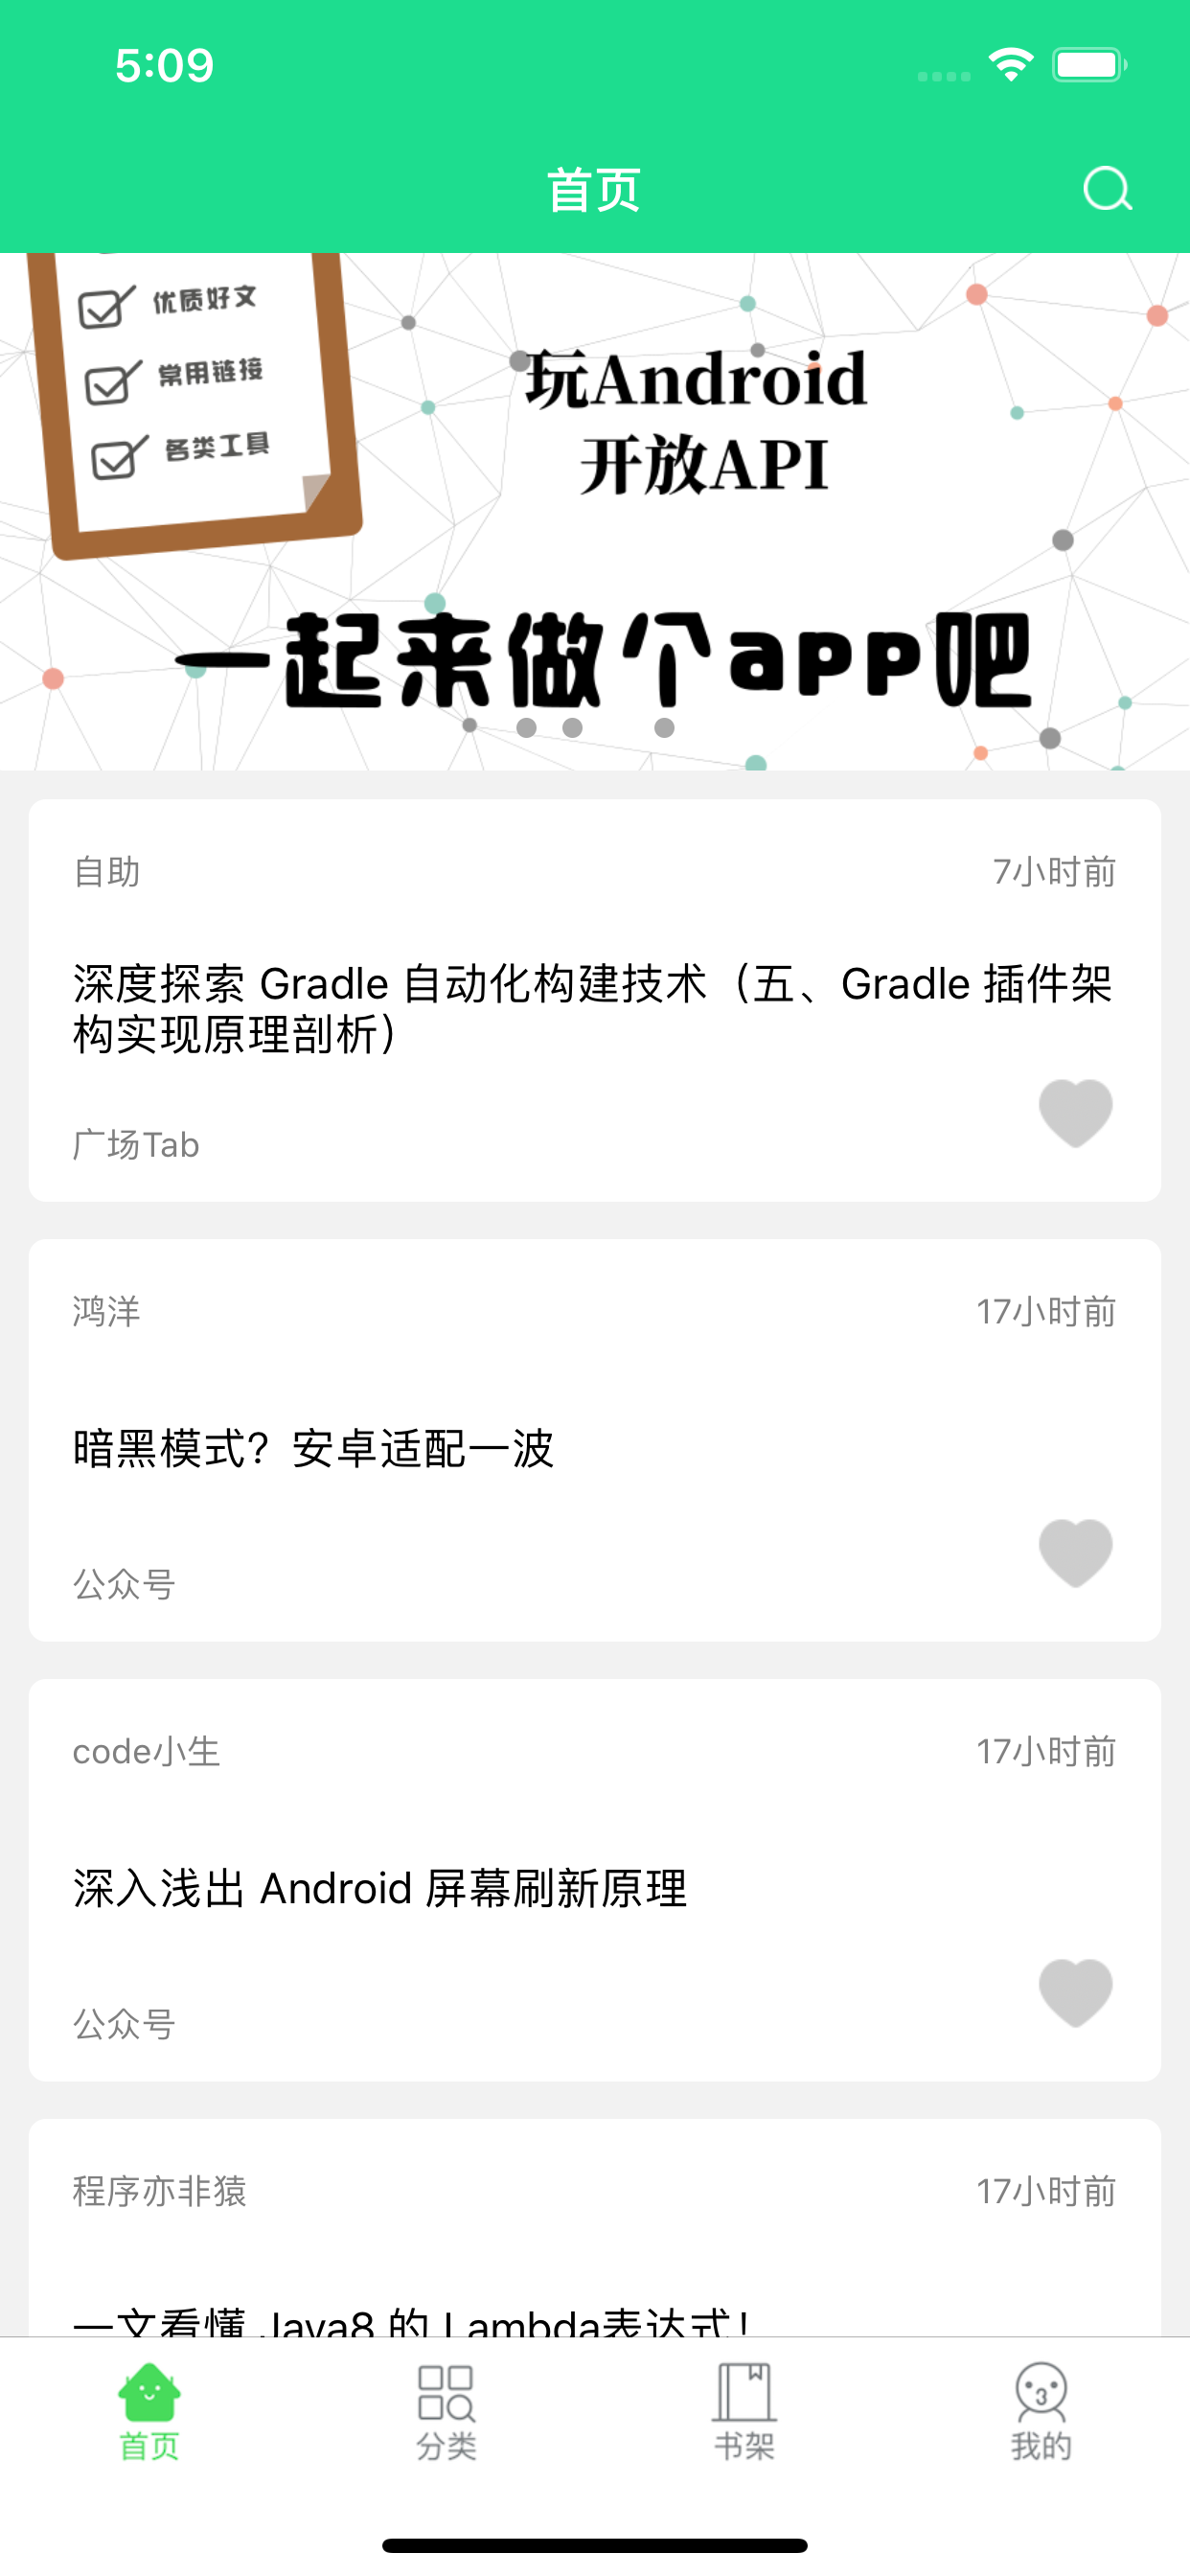 5:09
首页
优质好文
常用链接
各类工具
玩Android
开放API
一起来做个app吧
自助
7小时前
深度探索 Gradle 自动化构建技术（五、Gradle 插件架
构实现原理剖析）
广场Tab
鸿洋
17小时前
暗黑模式？安卓适配一波
公众号
code小生
17小时前
深入浅出 Android 屏幕刷新原理
公众号
程序亦非猿
17小时前
一文看懂 Java8 的 Lambda表达式！
首页
分类
书架
我的